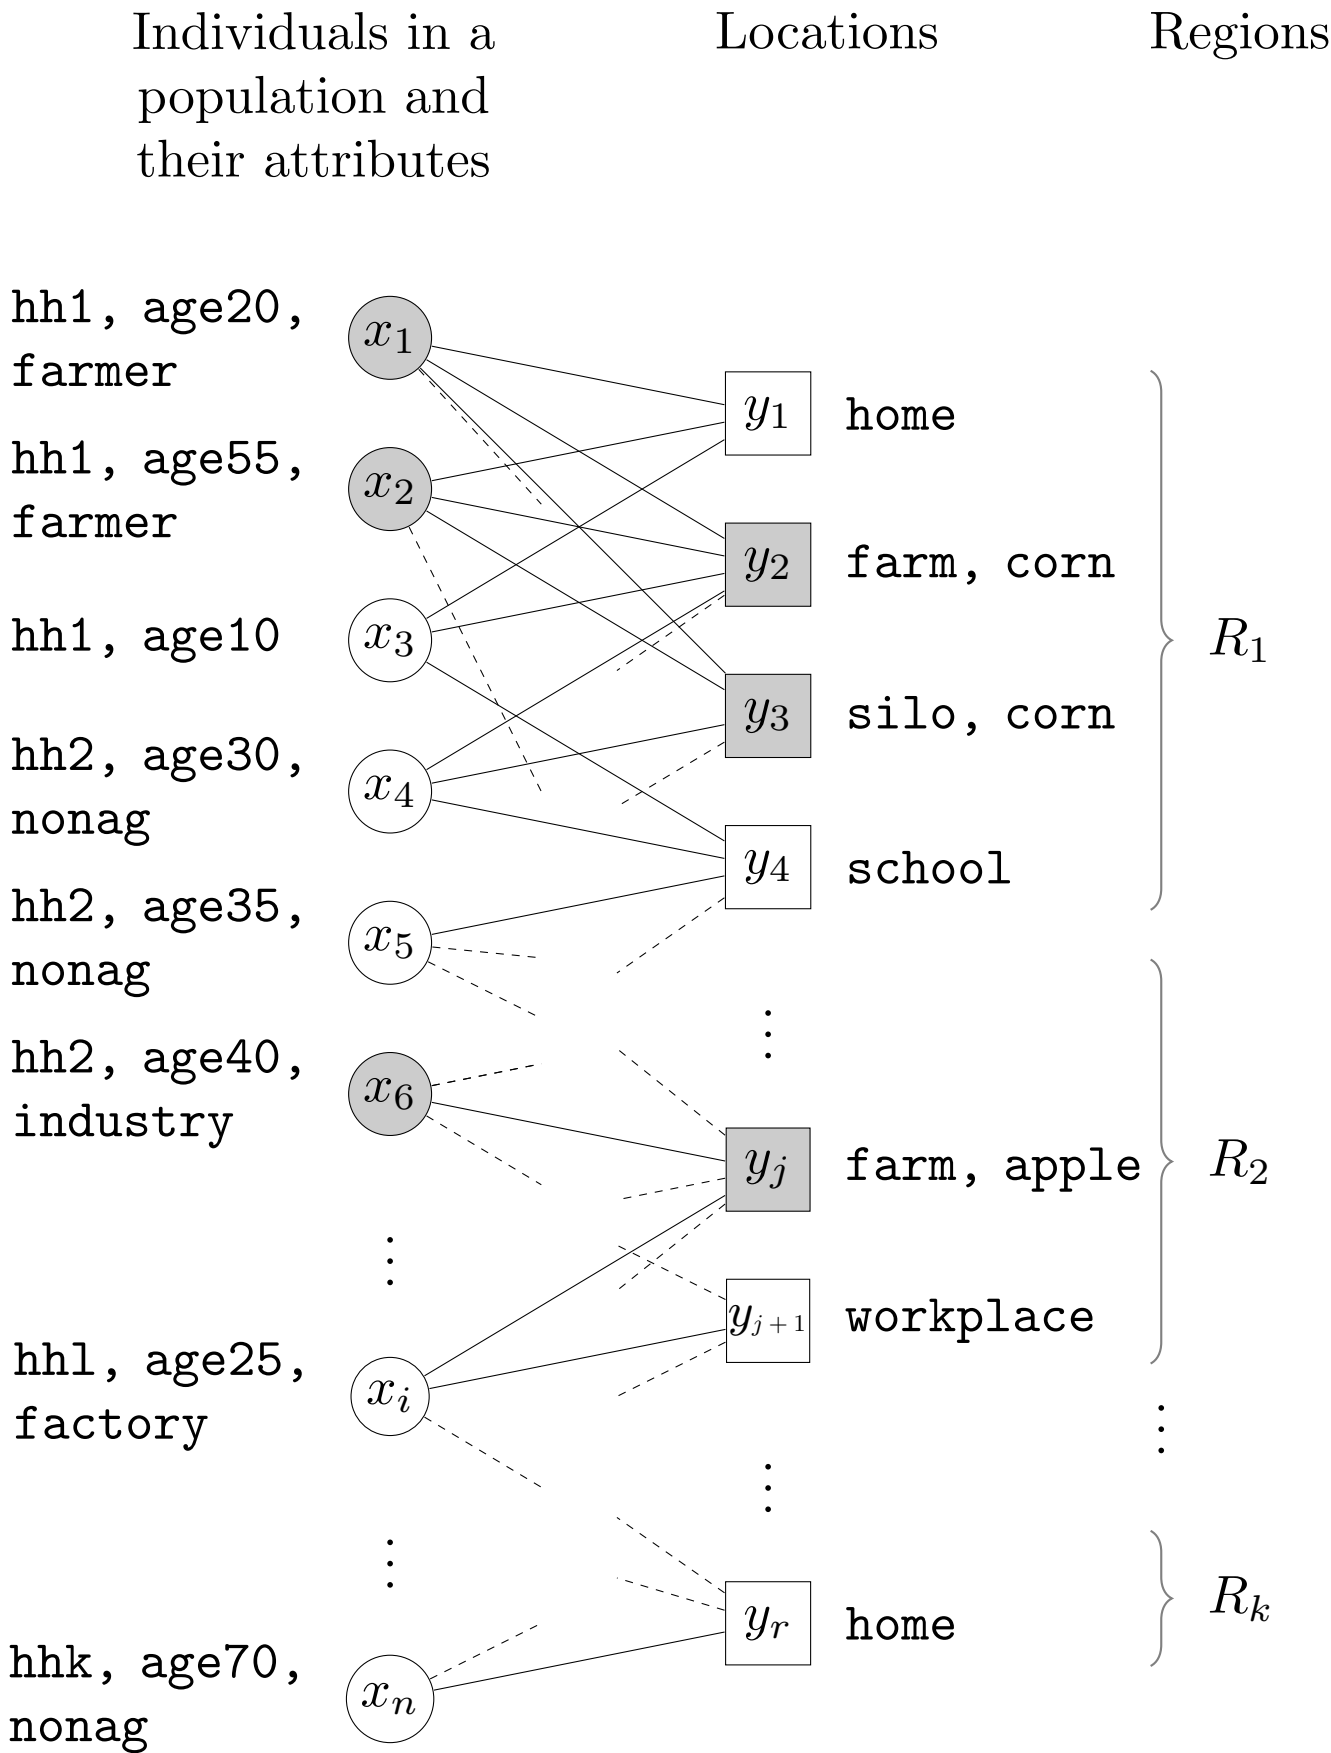 Individuals in a
population and
their attributes
Locations
Regions
hh1, age20,
farmer
x₁
hh1, age55,
farmer
x₂
hh1, age10
x₃
hh2, age30,
nonag
x₄
hh2, age35,
nonag
x₅
hh2, age40,
industry
x₆
⋮
hhl, age25,
factory
xᵢ
⋮
hhk, age70,
nonag
xₙ
y₁ home
y₂ farm, corn
y₃ silo, corn
y₄ school
⋮
yⱼ farm, apple
yⱼ₊₁ workplace
⋮
yᵣ home
R₁
R₂
⋮
Rₖ